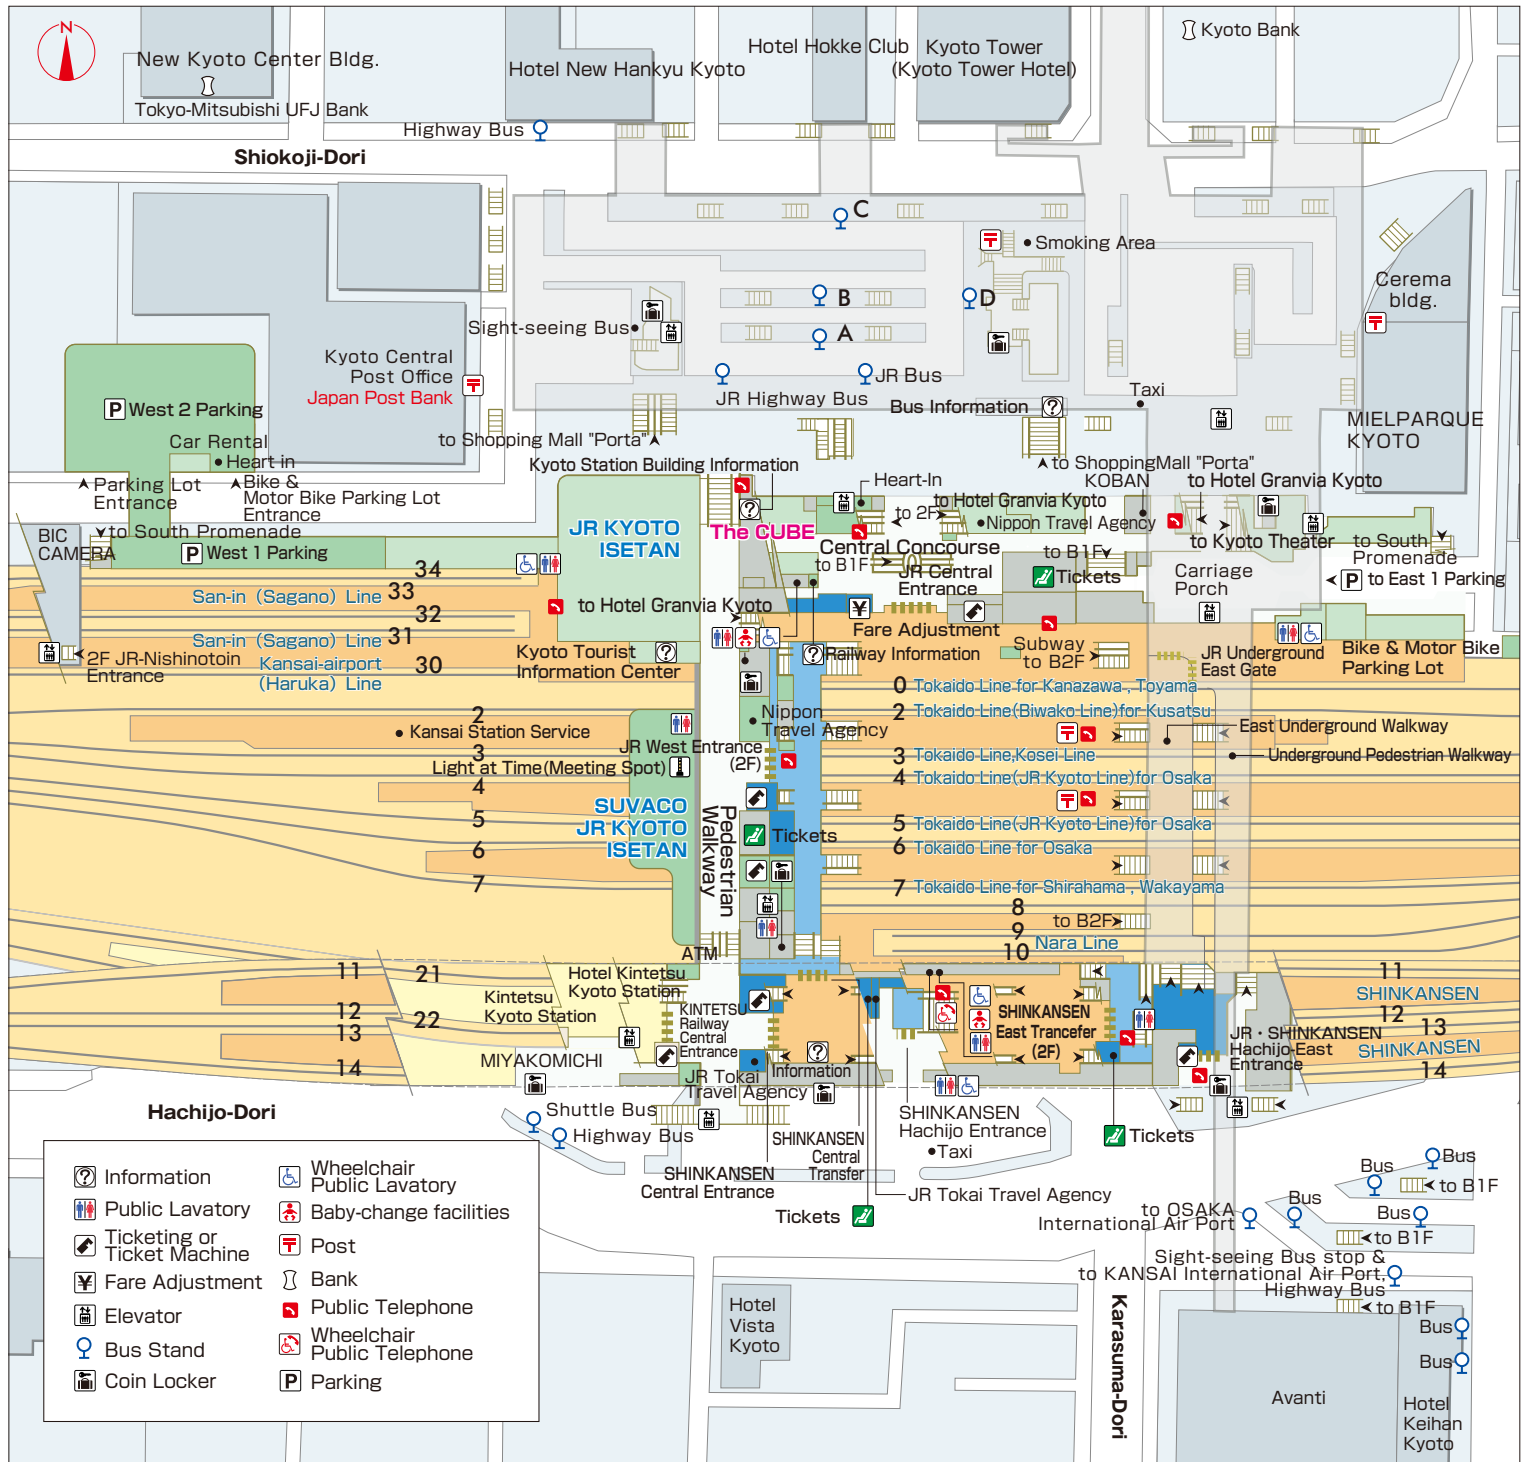 N
New Kyoto Center Bldg.
Tokyo-Mitsubishi UFJ Bank
Hotel New Hankyu Kyoto
Hotel Hokke Club
Kyoto Tower
(Kyoto Tower Hotel)
Kyoto Bank
Highway Bus
Shiokoji-Dori
C
Smoking Area
B
D
A
Sight-seeing Bus
Cerema
bldg.
Kyoto Central
Post Office
Japan Post Bank
JR Bus
JR Highway Bus
Taxi
Bus Information
P West 2 Parking
MIELPARQUE
KYOTO
Car Rental
Heart in
to Shopping Mall "Porta"
to ShoppingMall "Porta"
Kyoto Station Building Information
KOBAN
Parking Lot
Entrance
Bike &
Motor Bike Parking Lot
Entrance
Heart-In
to Hotel Granvia Kyoto
to Hotel Granvia Kyoto
to 2F
Nippon Travel Agency
BIC
CAMERA
to South Promenade
P West 1 Parking
JR KYOTO
ISETAN
The CUBE
Central Concourse
to B1F
JR Central
Entrance
to B1F
to Kyoto Theater
to South
Promenade
Tickets
Carriage
Porch
P to East 1 Parking
34
San-in (Sagano) Line 33
32
San-in (Sagano) Line 31
Kansai-airport 30
(Haruka) Line
to Hotel Granvia Kyoto
¥
Fare Adjustment
Subway
to B2F
2F JR-Nishinotoin
Entrance
Kyoto Tourist
Information Center
Railway Information
JR Underground
East Gate
Bike & Motor Bike
Parking Lot
0 Tokaido Line for Kanazawa , Toyama
2
2 Tokaido Line(Biwako Line)for Kusatsu
Kansai Station Service
Nippon
Travel Agency
East Underground Walkway
JR West Entrance
(2F)
3
3 Tokaido Line,Kosei Line
Underground Pedestrian Walkway
Light at Time(Meeting Spot)
4 Tokaido Line(JR Kyoto Line)for Osaka
4
SUVACO
JR KYOTO
ISETAN
Pedestrian
Walkway
Tickets
5
5 Tokaido Line(JR Kyoto Line)for Osaka
6
6 Tokaido Line for Osaka
7
7 Tokaido Line for Shirahama , Wakayama
8
to B2F
9
Nara Line
10
ATM
11
21
12
22
13
14
Hotel Kintetsu
Kyoto Station
Kintetsu
Kyoto Station
KINTETSU
Railway
Central
Entrance
MIYAKOMICHI
SHINKANSEN
East Trancefer
(2F)
11
SHINKANSEN
12
13
SHINKANSEN
14
JR・SHINKANSEN
Hachijo-East
Entrance
Information
JR Tokai
Travel Agency
Hachijo-Dori
Shuttle Bus
Highway Bus
SHINKANSEN
Hachijo Entrance
Taxi
SHINKANSEN
Central
Transfer
SHINKANSEN
Central Entrance
Tickets
JR Tokai Travel Agency
Tickets
Bus
Bus
to B1F
Bus
Bus
to OSAKA
International Air Port
to B1F
Sight-seeing Bus stop &
to KANSAI International Air Port,
Highway Bus
to B1F
Bus
Bus
Karasuma-Dori
Hotel
Vista
Kyoto
Avanti
Hotel
Keihan
Kyoto
Information
Public Lavatory
Ticketing or
Ticket Machine
¥ Fare Adjustment
Elevator
Bus Stand
Coin Locker
Wheelchair
Public Lavatory
Baby-change facilities
Post
Bank
Public Telephone
Wheelchair
Public Telephone
P Parking